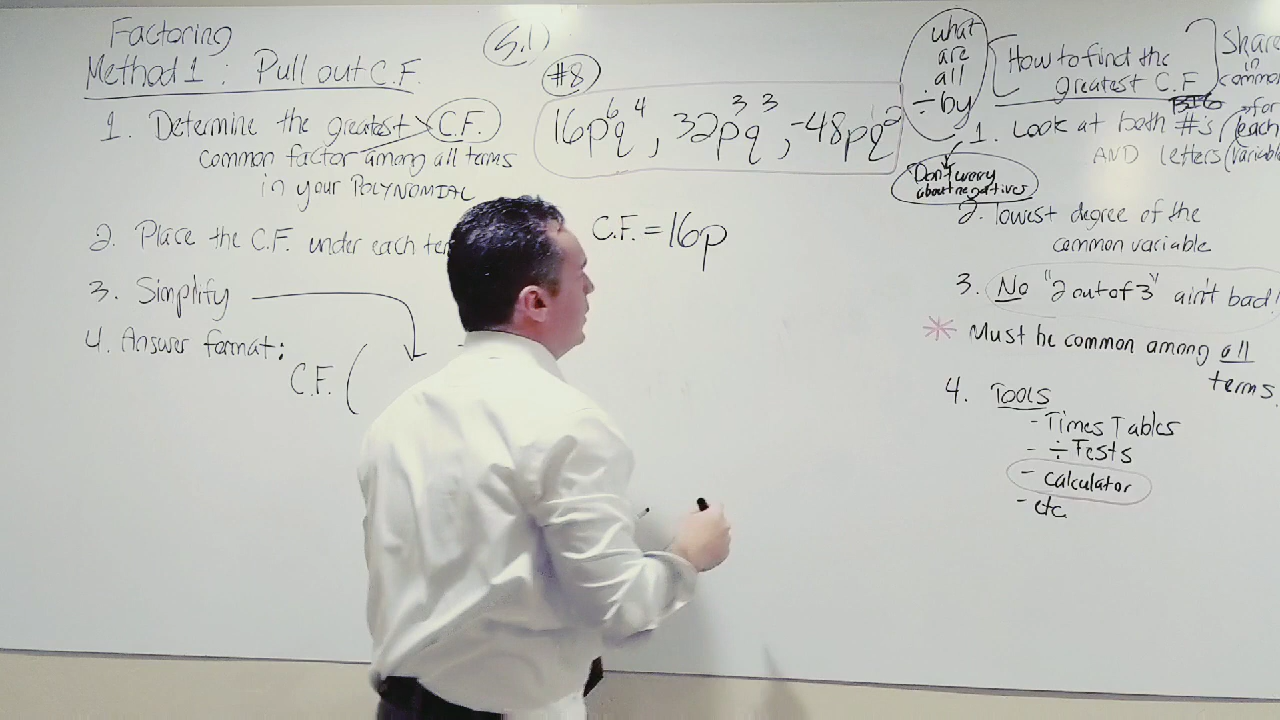 Factoring
Method 1 : Pull out C.F.
1. Determine the greatest C.F.
common factor among all terms
in your POLYNOMIAL
2. Place the C.F. under each te
3. Simplify
4. Answer format:
C.F. (
5.1
#8
16p⁶q⁴, 32p³q³, -48pq²
C.F. = 16p
what
are
all
÷ by
How to find the
greatest C.F.
Share
in
common
BIG
1. Look at both #'s
AND letters
for
each
variable
Don't worry
about negatives
2. lowest degree of the
common variable
3. No "2 out of 3" ain't bad!
* Must be common among all
terms.
4. TOOLS
- Times Tables
- ÷ Tests
- calculator
- etc